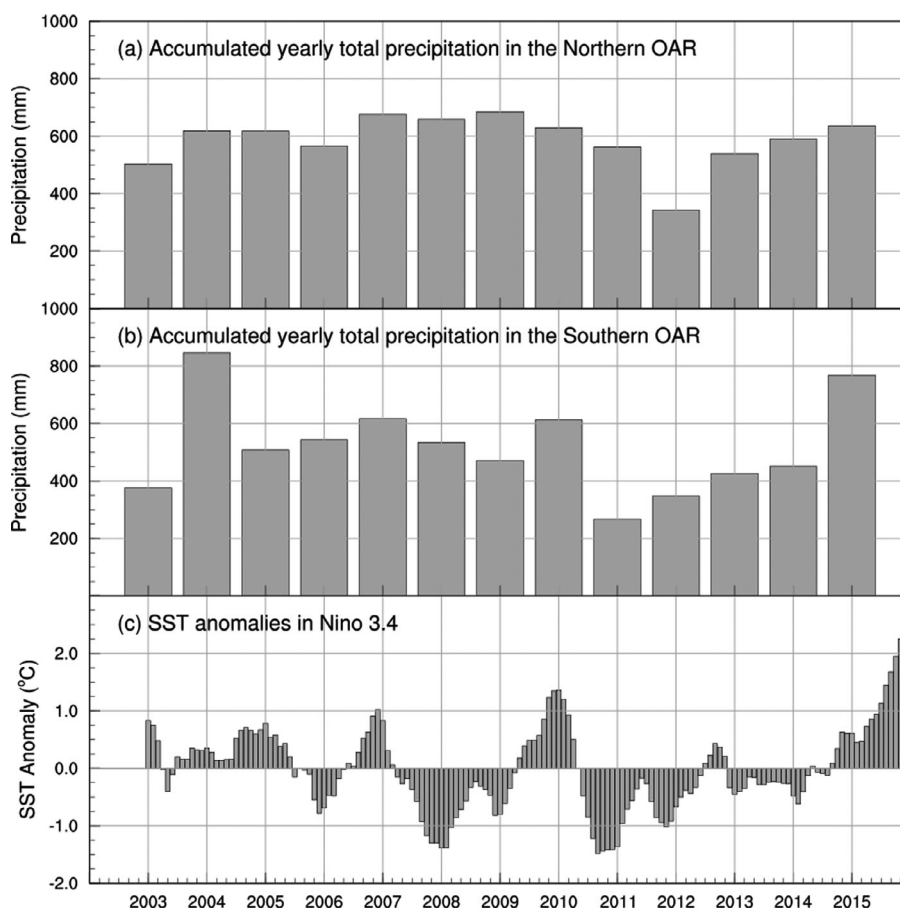 1000
(a) Accumulated yearly total precipitation in the Northern OAR
800
600
400
200
Precipitation (mm)
1000
(b) Accumulated yearly total precipitation in the Southern OAR
800
600
400
200
Precipitation (mm)
(c) SST anomalies in Nino 3.4
2.0
1.0
0.0
-1.0
-2.0
SST Anomaly (°C)
2003 2004 2005 2006 2007 2008 2009 2010 2011 2012 2013 2014 2015